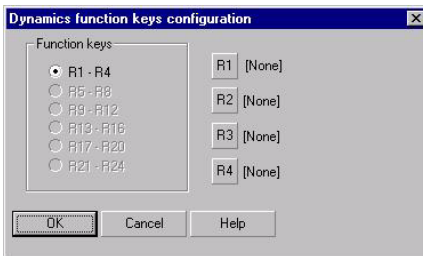 Dynamics function keys configuration
Function keys
R1 - R4
R5 - R8
R9 - R12
R13 - R16
R17 - R20
R21 - R24
R1 [None]
R2 [None]
R3 [None]
R4 [None]
OK Cancel Help